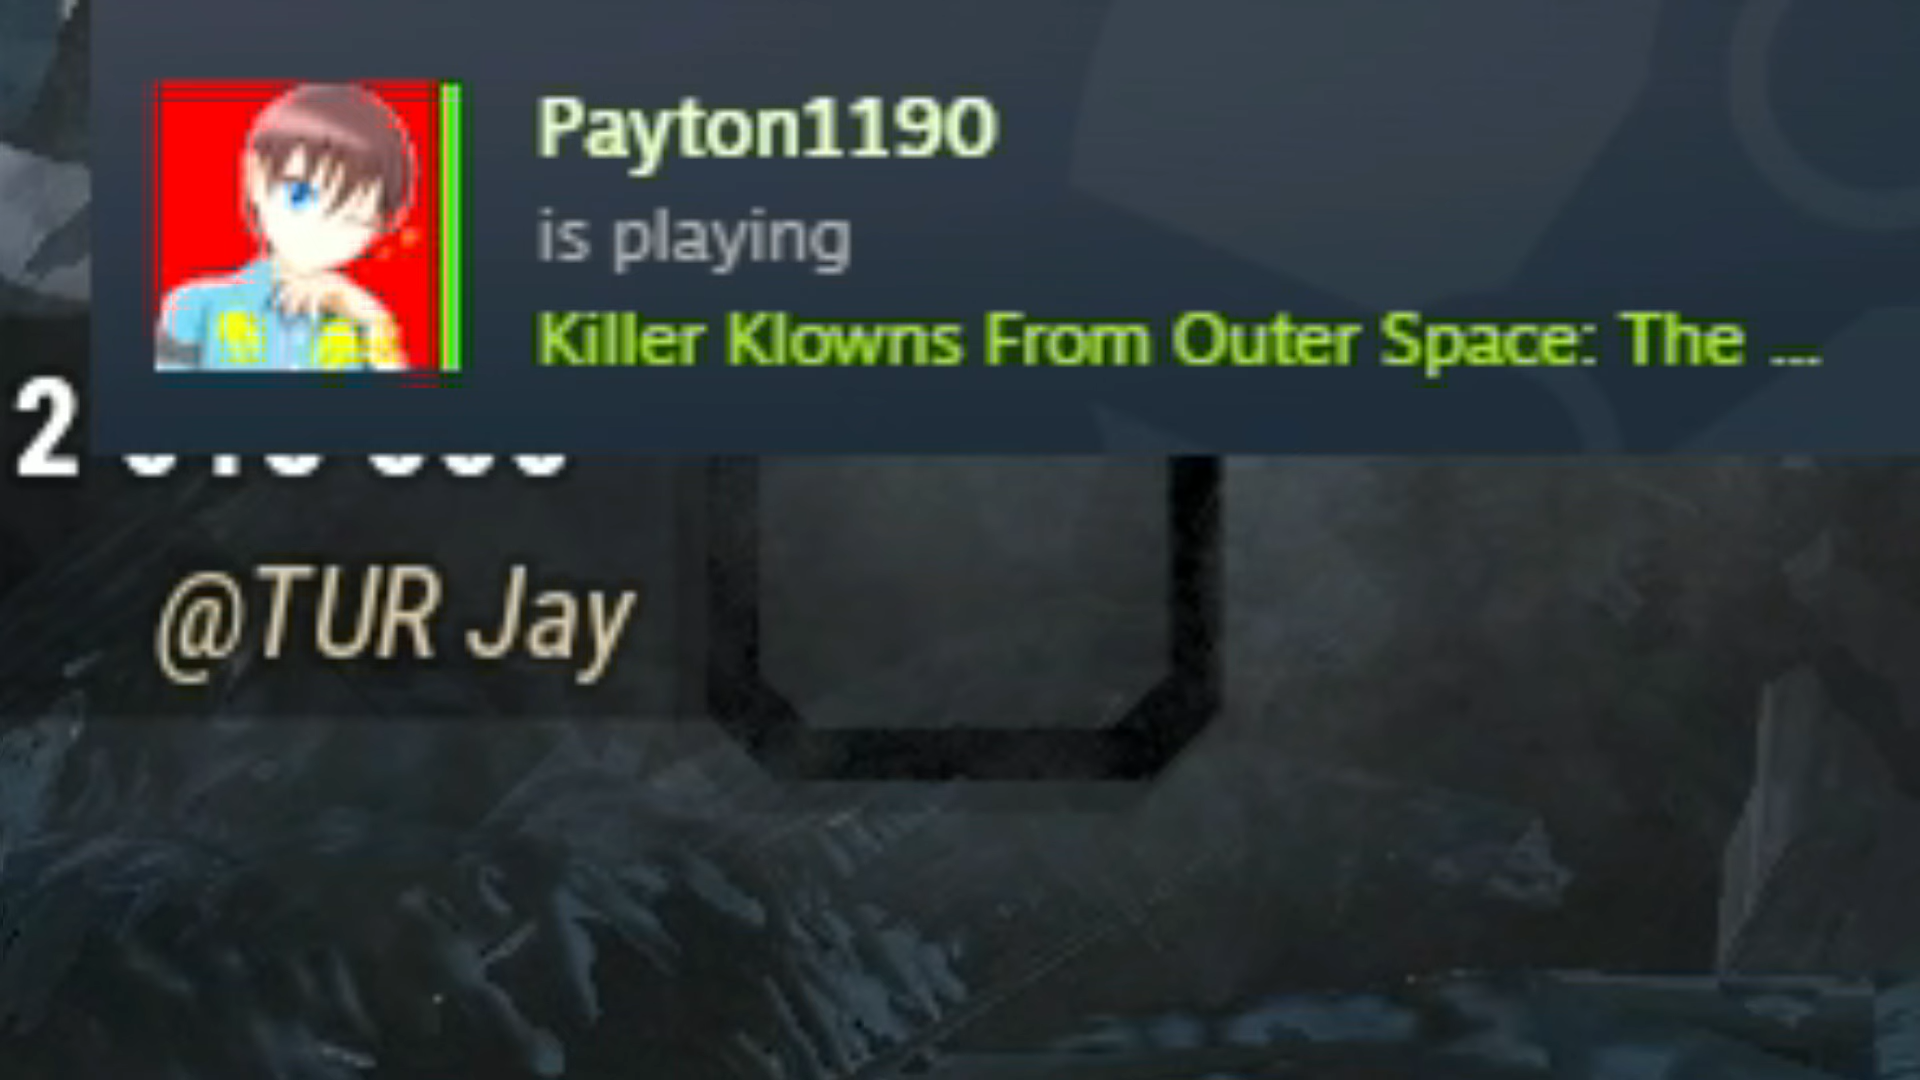 Payton1190
is playing
Killer Klowns From Outer Space: The ...
2
@TUR Jay